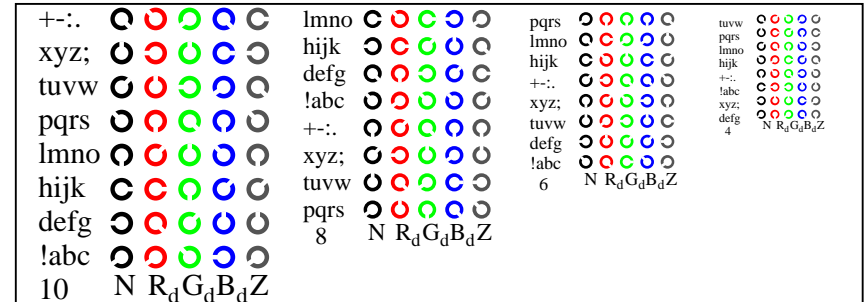 +-:.
xyz;
tuvw
pqrs
lmno
hijk
defg
!abc
10 N RdGdBdZ
lmno
hijk
defg
!abc
+-:.
xyz;
tuvw
pqrs
8 N RdGdBdZ
pqrs
lmno
hijk
+-:.
xyz;
tuvw
defg
!abc
6 N RdGdBdZ
tuvw
pqrs
lmno
hijk
+-:.
!abc
xyz;
defg
N RdGdBdZ
4